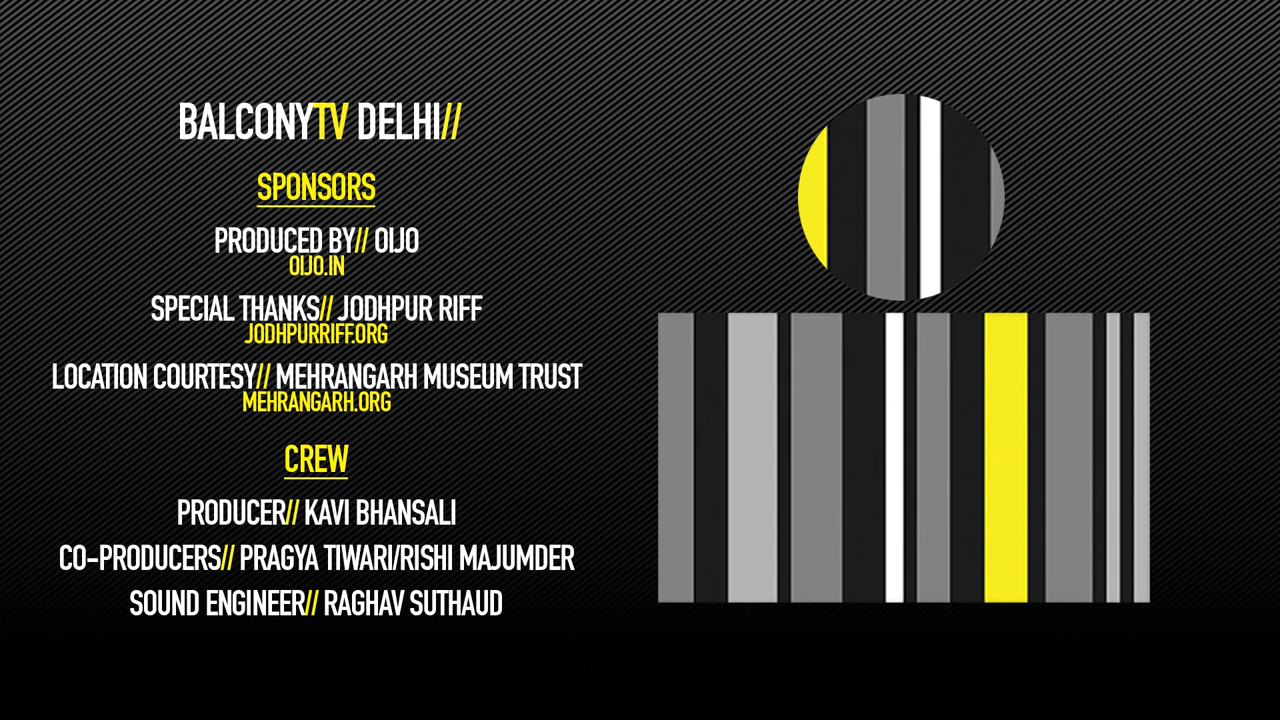 BALCONYTV DELHI//
SPONSORS
PRODUCED BY// OIJO
OIJO.IN
SPECIAL THANKS// JODHPUR RIFF
JODHPURRIFF.ORG
LOCATION COURTESY// MEHRANGARH MUSEUM TRUST
MEHRANGARH.ORG
CREW
PRODUCER// KAVI BHANSALI
CO-PRODUCERS// PRAGYA TIWARI/RISHI MAJUMDER
SOUND ENGINEER// RAGHAV SUTHAUD